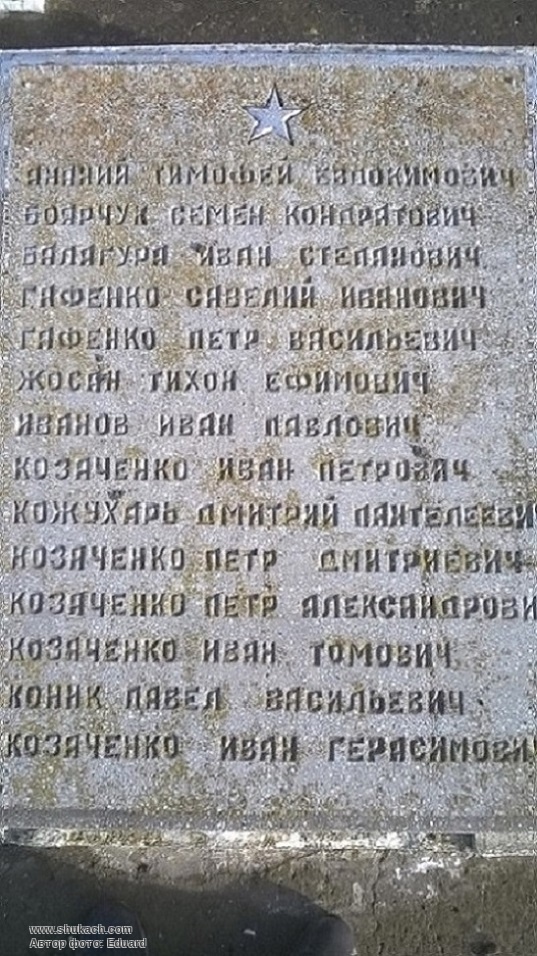 АНАНИЙ ТИМОФЕЙ ЕВДОКИМОВИЧ
БОЯРЧУК СЕМЕН КОНДРАТОВИЧ
БАЛАГУРА ИВАН СТЕПАНОВИЧ
ГАФЕНКО САВЕЛИЙ ИВАНОВИЧ
ГАФЕНКО ПЕТР ВАСИЛЬЕВИЧ
ЖОСАН ТИХОН ЕФИМОВИЧ
ИВАНОВ ИВАН ПАВЛОВИЧ
КОЗАЧЕНКО ИВАН ПЕТРОВИЧ
КОЖУХАРЬ ДМИТРИЙ ПАНТЕЛЕЕВИЧ
КОЗАЧЕНКО ПЕТР ДМИТРИЕВИЧ
КОЗАЧЕНКО ПЕТР АЛЕКСАНДРОВИ
КОЗАЧЕНКО ИВАН ТОМОВИЧ
КОНИК ПАВЕЛ ВАСИЛЬЕВИЧ
КОЗАЧЕНКО ИВАН ГЕРАСИМОВИЧ
www.shukach.com
Автор фото: Eduard